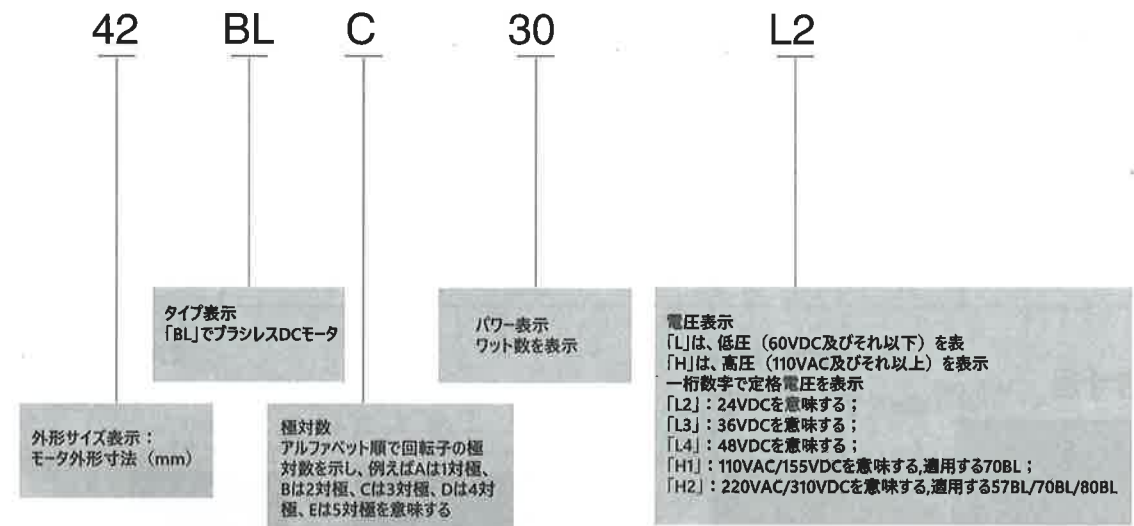 42 BL C 30 L2
タイプ表示
「BL」でブラシレスDCモータ
パワー表示
ワット数を表示
電圧表示
「L」は、低圧（60VDC及びそれ以下）を表
「H」は、高圧（110VAC及びそれ以上）を表示
一桁数字で定格電圧を表示
「L2」：24VDCを意味する；
「L3」：36VDCを意味する；
「L4」：48VDCを意味する；
「H1」：110VAC/155VDCを意味する,適用する70BL；
「H2」：220VAC/310VDCを意味する,適用する57BL/70BL/80BL
外形サイズ表示：
モータ外形寸法（mm）
極対数
アルファベット順で回転子の極
対数を示し、例えばAは1対極、
Bは2対極、Cは3対極、Dは4対
極、Eは5対極を意味する